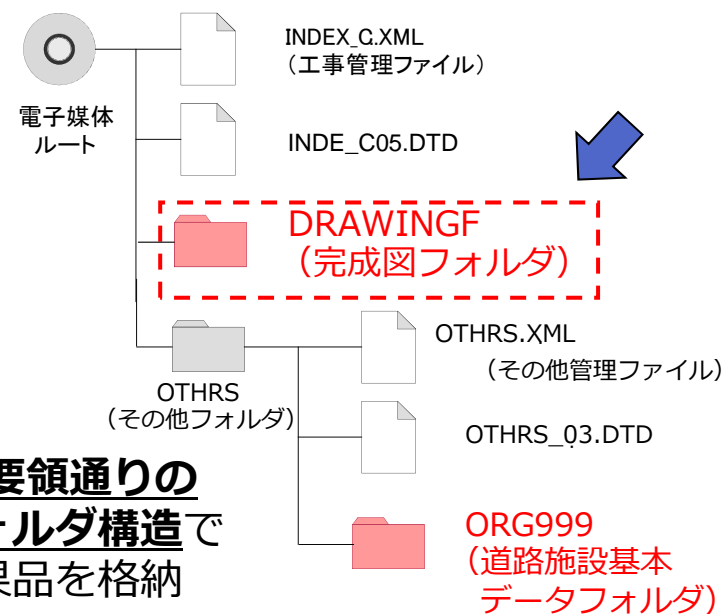 INDEX_C.XML
（工事管理ファイル）
電子媒体
ルート
INDE_C05.DTD
DRAWINGF
（完成図フォルダ）
OTHRS.XML
（その他管理ファイル）
OTHRS
（その他フォルダ）
OTHRS_03.DTD
要領通りの
ォルダ構造で
果品を格納
ORG999
（道路施設基本
データフォルダ）